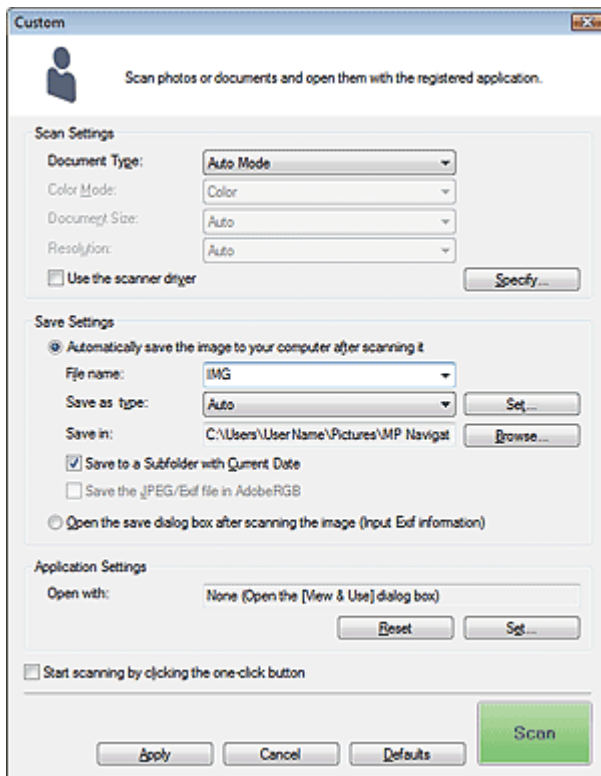 Custom
Scan photos or documents and open them with the registered application.
Scan Settings
Document Type: Auto Mode
Color Mode: Color
Document Size: Auto
Resolution: Auto
Use the scanner driver Specify...
Save Settings
Automatically save the image to your computer after scanning it
File name: IMG
Save as type: Auto Set...
Save in: C:\Users\User Name\Pictures\MP Navigat Browse...
Save to a Subfolder with Current Date
Save the JPEG/Exif file in AdobeRGB
Open the save dialog box after scanning the image (Input Exif information)
Application Settings
Open with: None (Open the [View & Use] dialog box)
Reset Set...
Start scanning by clicking the one-click button
Scan
Apply Cancel Defaults